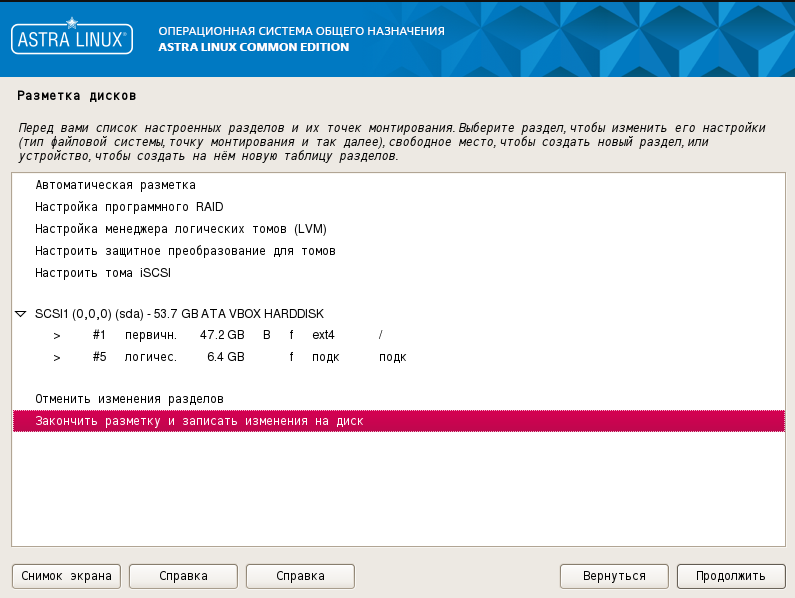 ASTRA LINUX®
ОПЕРАЦИОННАЯ СИСТЕМА ОБЩЕГО НАЗНАЧЕНИЯ
ASTRA LINUX COMMON EDITION
Разметка дисков
Перед вами список настроенных разделов и их точек монтирования. Выберите раздел, чтобы изменить его настройки
(тип файловой системы, точку монтирования и так далее), свободное место, чтобы создать новый раздел, или
устройство, чтобы создать на нём новую таблицу разделов.
Автоматическая разметка
Настройка программного RAID
Настройка менеджера логических томов (LVM)
Настроить защитное преобразование для томов
Настроить тома iSCSI
SCSI1 (0,0,0) (sda) - 53.7 GB ATA VBOX HARDDISK
> #1 первичн. 47.2 GB B f ext4 /
> #5 логичес. 6.4 GB f подк подк
Отменить изменения разделов
Закончить разметку и записать изменения на диск
Снимок экрана Справка Справка Вернуться Продолжить